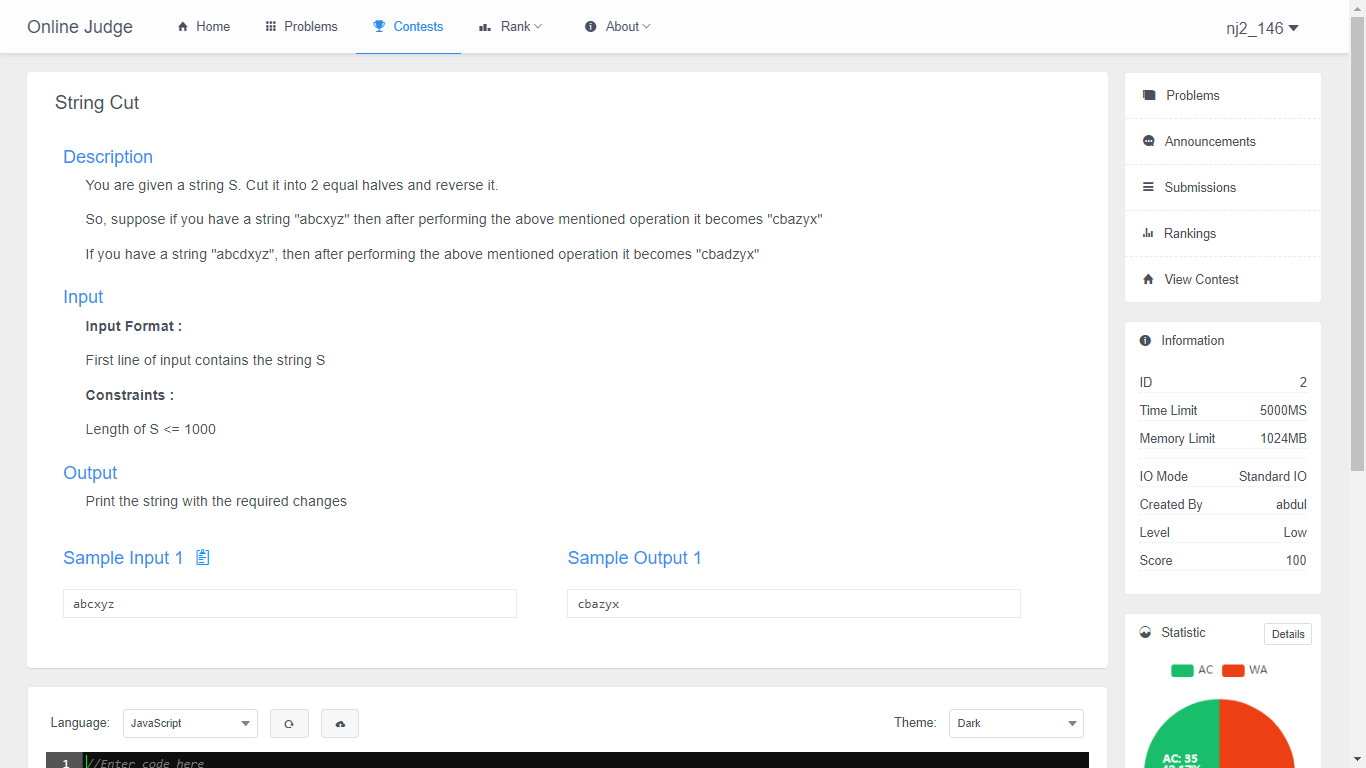 Online Judge Home Problems Contests Rank About nj2_146
String Cut
Description
You are given a string S. Cut it into 2 equal halves and reverse it.
So, suppose if you have a string "abcxyz" then after performing the above mentioned operation it becomes "cbazyx"
If you have a string "abcdxyz", then after performing the above mentioned operation it becomes "cbadzyx"
Input
Input Format :
First line of input contains the string S
Constraints :
Length of S <= 1000
Output
Print the string with the required changes
Sample Input 1 Sample Output 1
abcxyz cbazyx
Language: JavaScript Theme: Dark
1 //Enter code here
Problems
Announcements
Submissions
Rankings
View Contest
Information
ID 2
Time Limit 5000MS
Memory Limit 1024MB
IO Mode Standard IO
Created By abdul
Level Low
Score 100
Statistic Details
AC WA
AC: 35